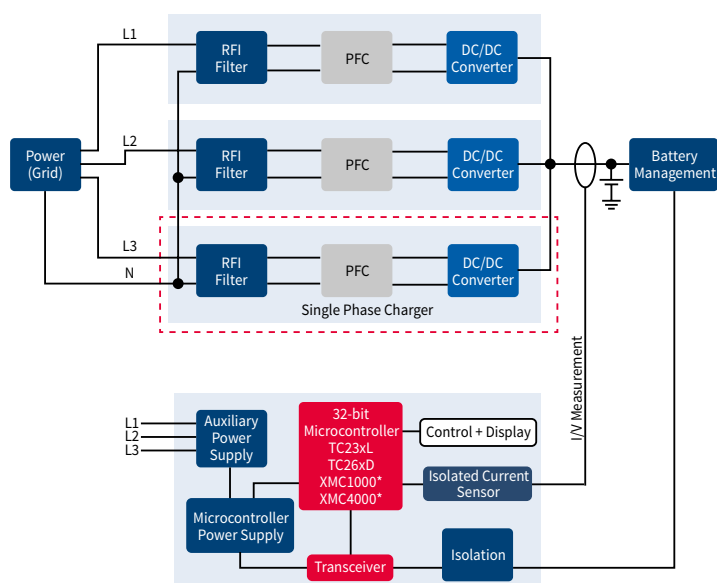 L1
RFI
Filter
PFC
DC/DC
Converter
L2
Power
(Grid)
RFI
Filter
PFC
DC/DC
Converter
Battery
Management
L3
N
RFI
Filter
PFC
DC/DC
Converter
Single Phase Charger
I/V Measurement
L1
L2
L3
Auxiliary
Power
Supply
32-bit
Microcontroller
TC23xL
TC26xD
XMC1000*
XMC4000*
Control + Display
Isolated Current
Sensor
Microcontroller
Power Supply
Transceiver
Isolation